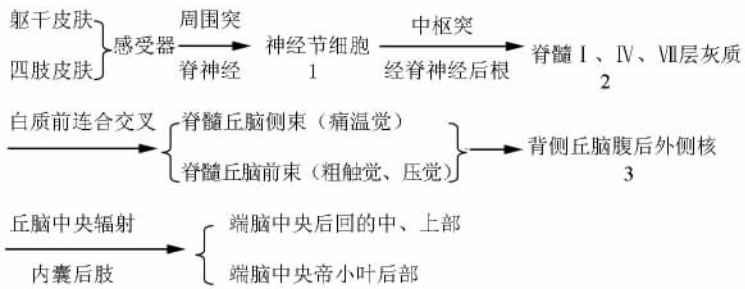 躯干皮肤 周围突 中枢突
感受器 神经节细胞 脊髓Ⅰ、Ⅳ、Ⅶ层灰质
四肢皮肤 脊神经 1 经脊神经后根 2
白质前连合交叉 脊髓丘脑侧束（痛温觉）
背侧丘脑腹后外侧核
脊髓丘脑前束（粗触觉、压觉） 3
丘脑中央辐射 端脑中央后回的中、上部
内囊后肢 端脑中央帝小叶后部